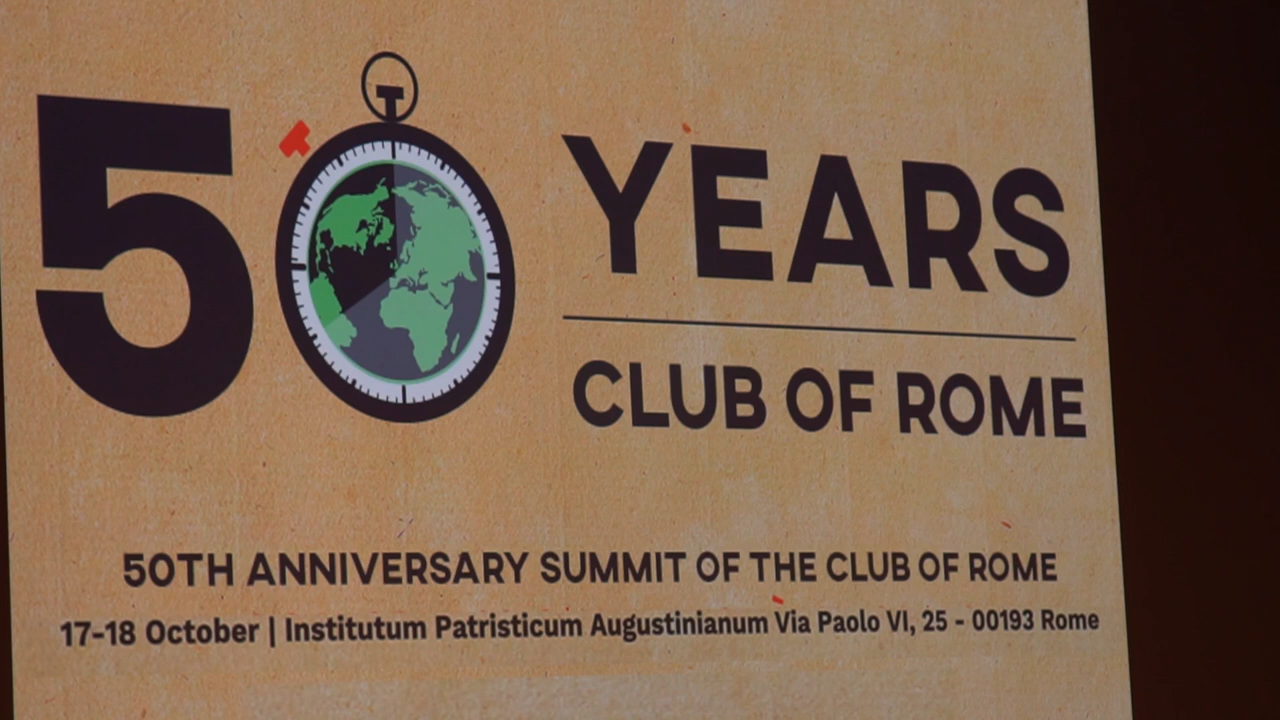 50 YEARS
CLUB OF ROME
50TH ANNIVERSARY SUMMIT OF THE CLUB OF ROME
17-18 October | Institutum Patristicum Augustinianum Via Paolo VI, 25 - 00193 Rome